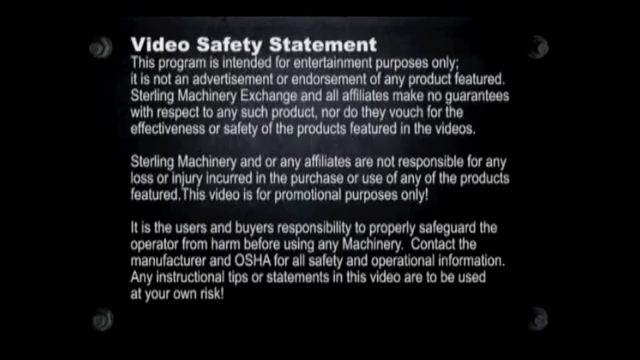 Video Safety Statement
This program is intended for entertainment purposes only;
it is not an advertisement or endorsement of any product featured.
Sterling Machinery Exchange and all affiliates make no guarantees
with respect to any such product, nor do they vouch for the
effectiveness or safety of the products featured in the videos.
Sterling Machinery and or any affiliates are not responsible for any
loss or injury incurred in the purchase or use of any of the products
featured.This video is for promotional purposes only!
It is the users and buyers responsibility to properly safeguard the
operator from harm before using any Machinery. Contact the
manufacturer and OSHA for all safety and operational information.
Any instructional tips or statements in this video are to be used
at your own risk!